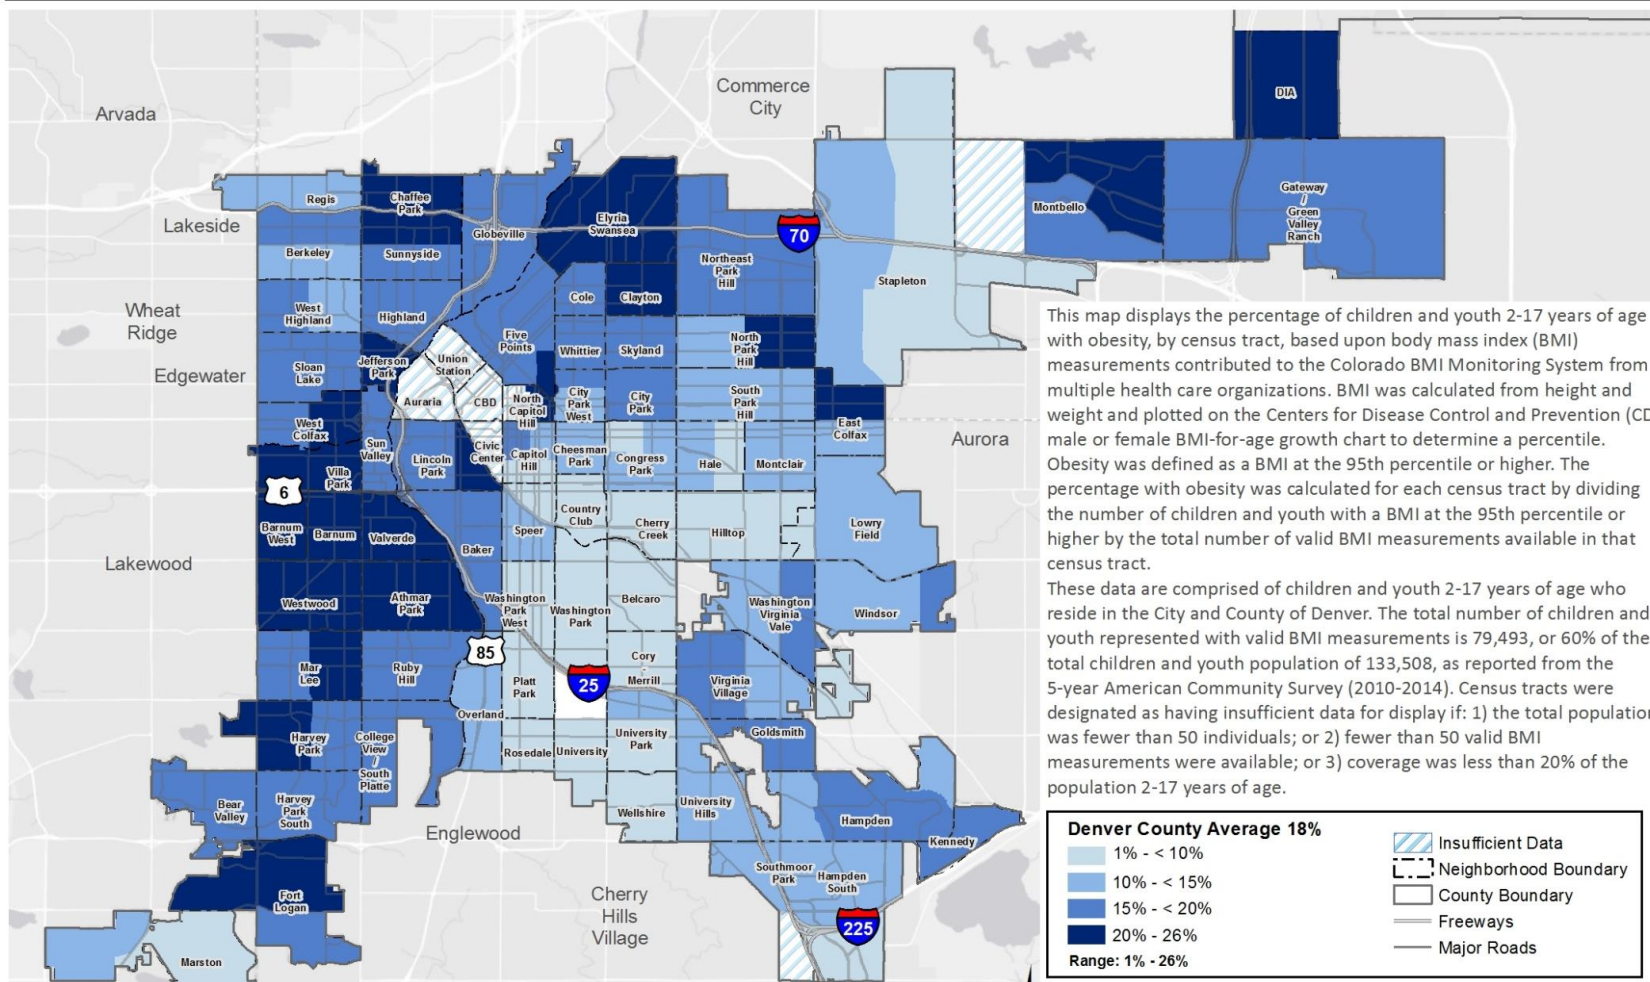 Commerce
City
DIA
Arvada
Regis
Chaffee
Park
Lakeside
Globeville
Elyria
Swansea
70
Montbello
Gateway
/
Green
Valley
Ranch
Berkeley
Sunnyside
Northeast
Park
Hill
Stapleton
Cole
Clayton
Wheat
Ridge
West
Highland
Highland
Five
Points
Union
Station
Whittier
Skyland
North
Park
Hill
Edgewater
Sloan
Lake
Jefferson
Park
Auraria
CBD
North
Capitol
Hill
City
Park
West
City
Park
South
Park
Hill
East
Colfax
Aurora
West
Colfax
Sun
Valley
Lincoln
Park
Civic
Center
Capitol
Hill
Cheesman
Park
Congress
Park
Hale
Montclair
Villa
Park
6
Barnum
West
Barnum
Valverde
Baker
Speer
Country
Club
Cherry
Creek
Hilltop
Lowry
Field
Lakewood
Westwood
Athmar
Park
Washington
Park
West
Washington
Park
Belcaro
Washington
Virginia
Vale
Windsor
85
Mar
Lee
Ruby
Hill
Platt
Park
25
Cory
-
Merrill
Virginia
Village
Overland
Harvey
Park
College
View
/
South
Platte
Rosedale
University
University
Park
Goldsmith
Bear
Valley
Harvey
Park
South
Englewood
Wellshire
University
Hills
Hampden
Kennedy
Southmoor
Park
Hampden
South
Fort
Logan
Cherry
Hills
Village
225
Marston
This map displays the percentage of children and youth 2-17 years of age
with obesity, by census tract, based upon body mass index (BMI)
measurements contributed to the Colorado BMI Monitoring System from
multiple health care organizations. BMI was calculated from height and
weight and plotted on the Centers for Disease Control and Prevention (CD
male or female BMI-for-age growth chart to determine a percentile.
Obesity was defined as a BMI at the 95th percentile or higher. The
percentage with obesity was calculated for each census tract by dividing
the number of children and youth with a BMI at the 95th percentile or
higher by the total number of valid BMI measurements available in that
census tract.
These data are comprised of children and youth 2-17 years of age who
reside in the City and County of Denver. The total number of children and
youth represented with valid BMI measurements is 79,493, or 60% of the
total children and youth population of 133,508, as reported from the
5-year American Community Survey (2010-2014). Census tracts were
designated as having insufficient data for display if: 1) the total population
was fewer than 50 individuals; or 2) fewer than 50 valid BMI
measurements were available; or 3) coverage was less than 20% of the
population 2-17 years of age.
Denver County Average 18%
1% - < 10%
10% - < 15%
15% - < 20%
20% - 26%
Range: 1% - 26%
Insufficient Data
Neighborhood Boundary
County Boundary
Freeways
Major Roads